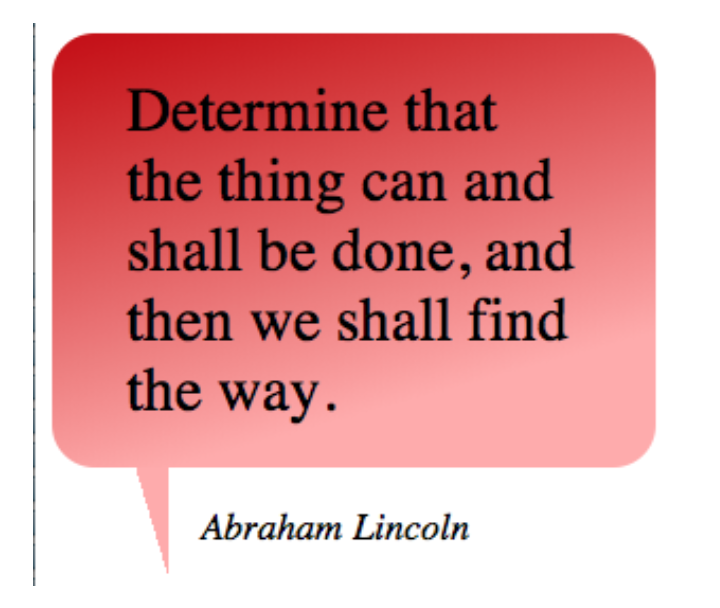 Determine that
the thing can and
shall be done, and
then we shall find
the way.
Abraham Lincoln